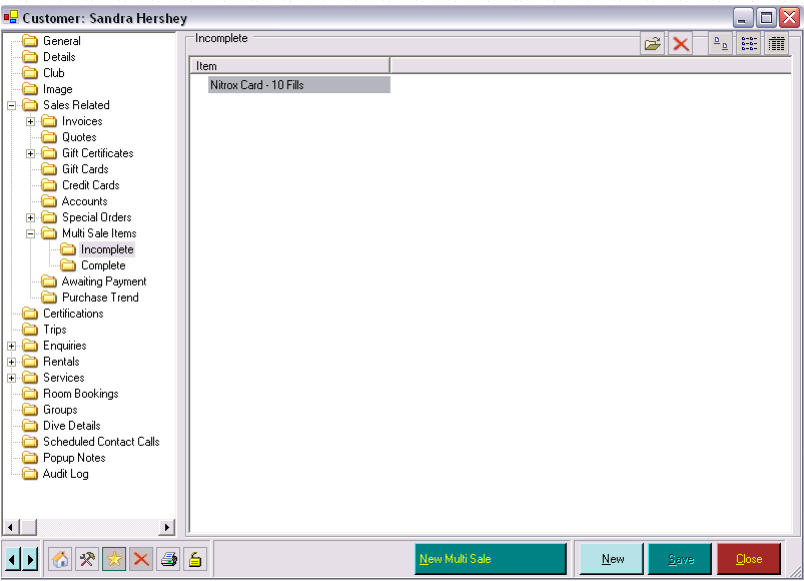 Customer: Sandra Hershey
General
Details
Club
Image
Sales Related
Invoices
Quotes
Gift Certificates
Gift Cards
Credit Cards
Accounts
Special Orders
Multi Sale Items
Incomplete
Complete
Awaiting Payment
Purchase Trend
Certifications
Trips
Enquiries
Rentals
Services
Room Bookings
Groups
Dive Details
Scheduled Contact Calls
Popup Notes
Audit Log
Incomplete
Item
Nitrox Card - 10 Fills
New Multi Sale
New
Save
Close